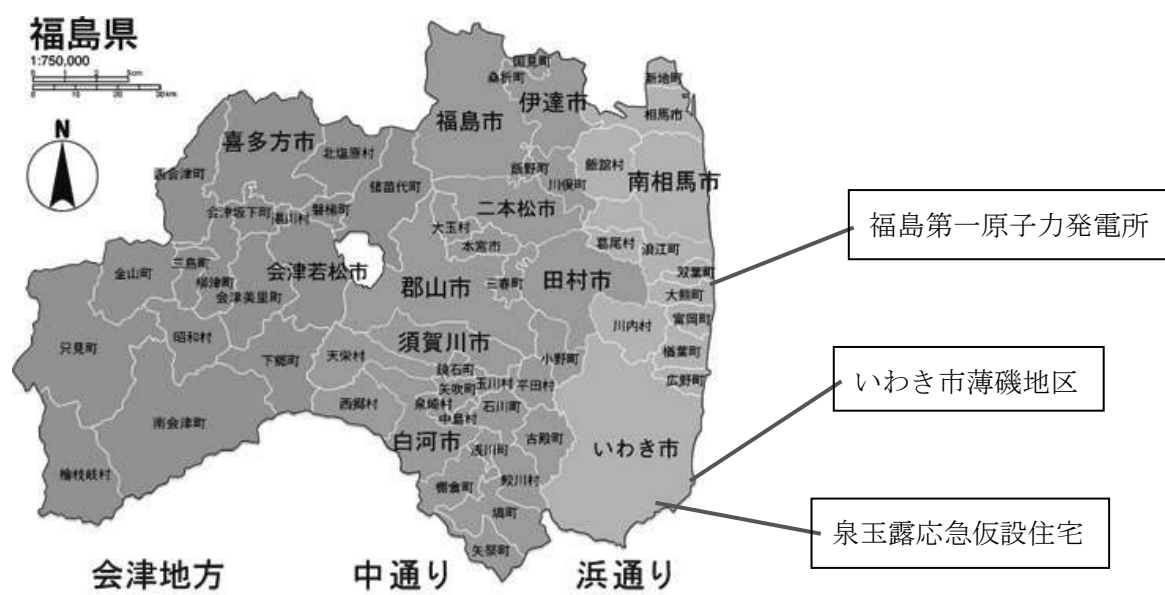 福島県
1:750,000
0 1 2 3cm
0 10 20 30km
N
国見町
桑折町
伊達市
新地町
相馬市
福島市
喜多方市
北塩原村
飯舘村
西会津町
飯野町
川俣町
南相馬市
猪苗代町
会津坂下町
湯川村
磐梯町
二本松市
大玉村
本宮市
葛尾村
浪江町
福島第一原子力発電所
金山町
三島町
柳津町
会津若松市
会津美里町
郡山市
三春町
田村市
双葉町
大熊町
富岡町
川内村
只見町
昭和村
下郷町
天栄村
須賀川市
小野町
楢葉町
広野町
鏡石町
矢吹町
玉川村
平田村
いわき市薄磯地区
西郷村
泉崎村
中島村
石川町
南会津町
白河市
浅川町
古殿町
いわき市
檜枝岐村
棚倉町
鮫川村
塙町
矢祭町
泉玉露応急仮設住宅
会津地方
中通り
浜通り